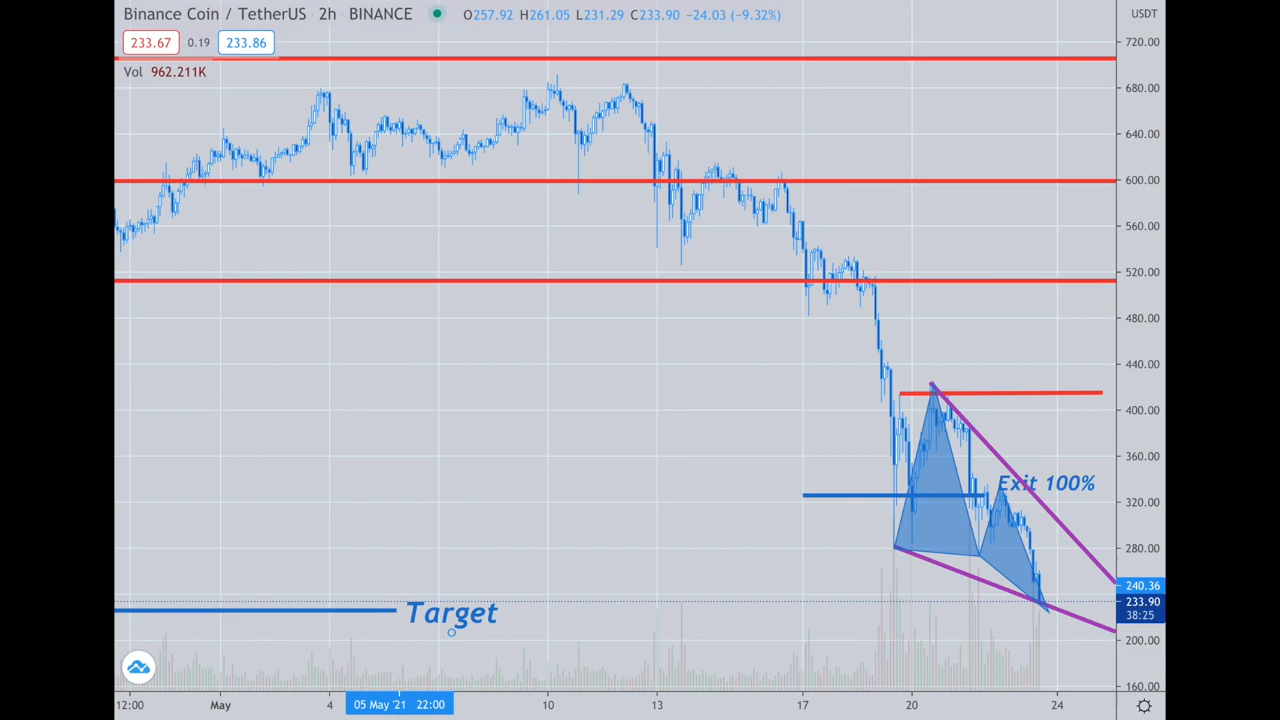 Binance Coin / TetherUS 2h · BINANCE O257.92 H261.05 L231.29 C233.90 −24.03 (−9.32%)
USDT
233.67 0.19 233.86
Vol 962.211K
720.00
680.00
640.00
600.00
560.00
520.00
480.00
440.00
400.00
360.00
Exit 100%
320.00
280.00
240.36
233.90
38:25
Target
200.00
160.00
12:00 May 4 05 May '21 22:00 10 13 17 20 24